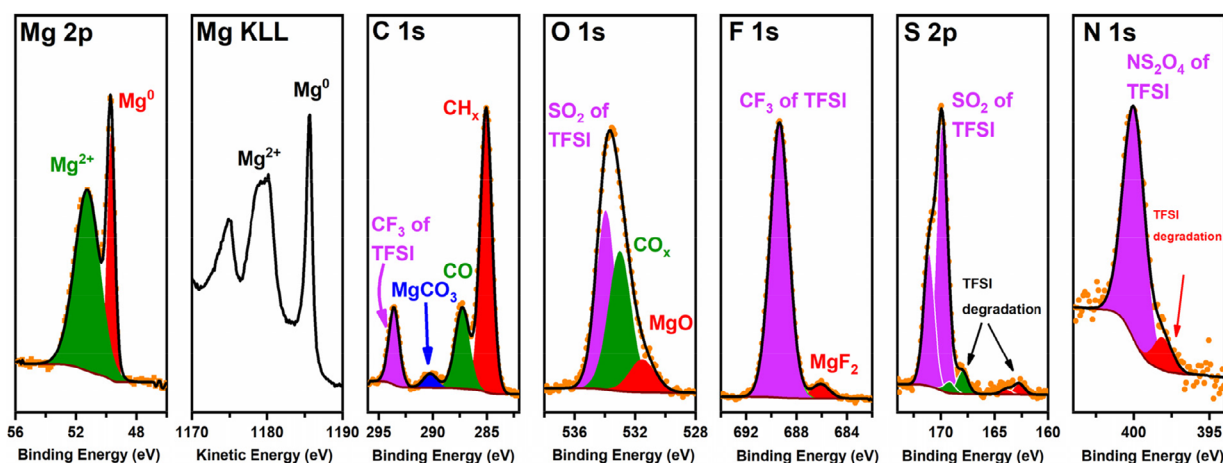 Mg 2p
Mg⁰
Mg²⁺
56 52 48
Binding Energy (eV)
Mg KLL
Mg⁰
Mg²⁺
1170 1180 1190
Kinetic Energy (eV)
C 1s
CHₓ
CF₃ of
TFSI
CO
MgCO₃
295 290 285
Binding Energy (eV)
O 1s
SO₂ of
TFSI
COₓ
MgO
536 532 528
Binding Energy (eV)
F 1s
CF₃ of TFSI
MgF₂
692 688 684
Binding Energy (eV)
S 2p
SO₂ of
TFSI
TFSI
degradation
170 165 160
Binding Energy (eV)
N 1s
NS₂O₄ of
TFSI
TFSI
degradation
400 395
Binding Energy (eV)